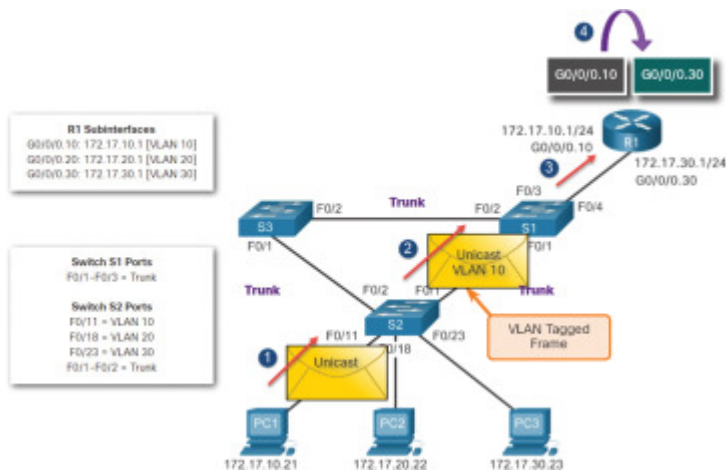 4
G0/0/0.10
G0/0/0.30
R1 Subinterfaces
G0/0/0.10: 172.17.10.1 [VLAN 10]
G0/0/0.20: 172.17.20.1 [VLAN 20]
G0/0/0.30: 172.17.30.1 [VLAN 30]
172.17.10.1/24
G0/0/0.10
R1
3
172.17.30.1/24
G0/0/0.30
Trunk
F0/3
F0/2
F0/2
F0/4
S3
S1
F0/1
F0/1
2
Unicast
VLAN 10
Switch S1 Ports
F0/1-F0/3 = Trunk
Switch S2 Ports
F0/11 = VLAN 10
F0/18 = VLAN 20
F0/23 = VLAN 30
F0/1-F0/2 = Trunk
Trunk
F0/2
F0/1
Trunk
S2
VLAN Tagged
Frame
F0/11
F0/18
F0/23
1
Unicast
PC1
PC2
PC3
172.17.10.21
172.17.20.22
172.17.30.23